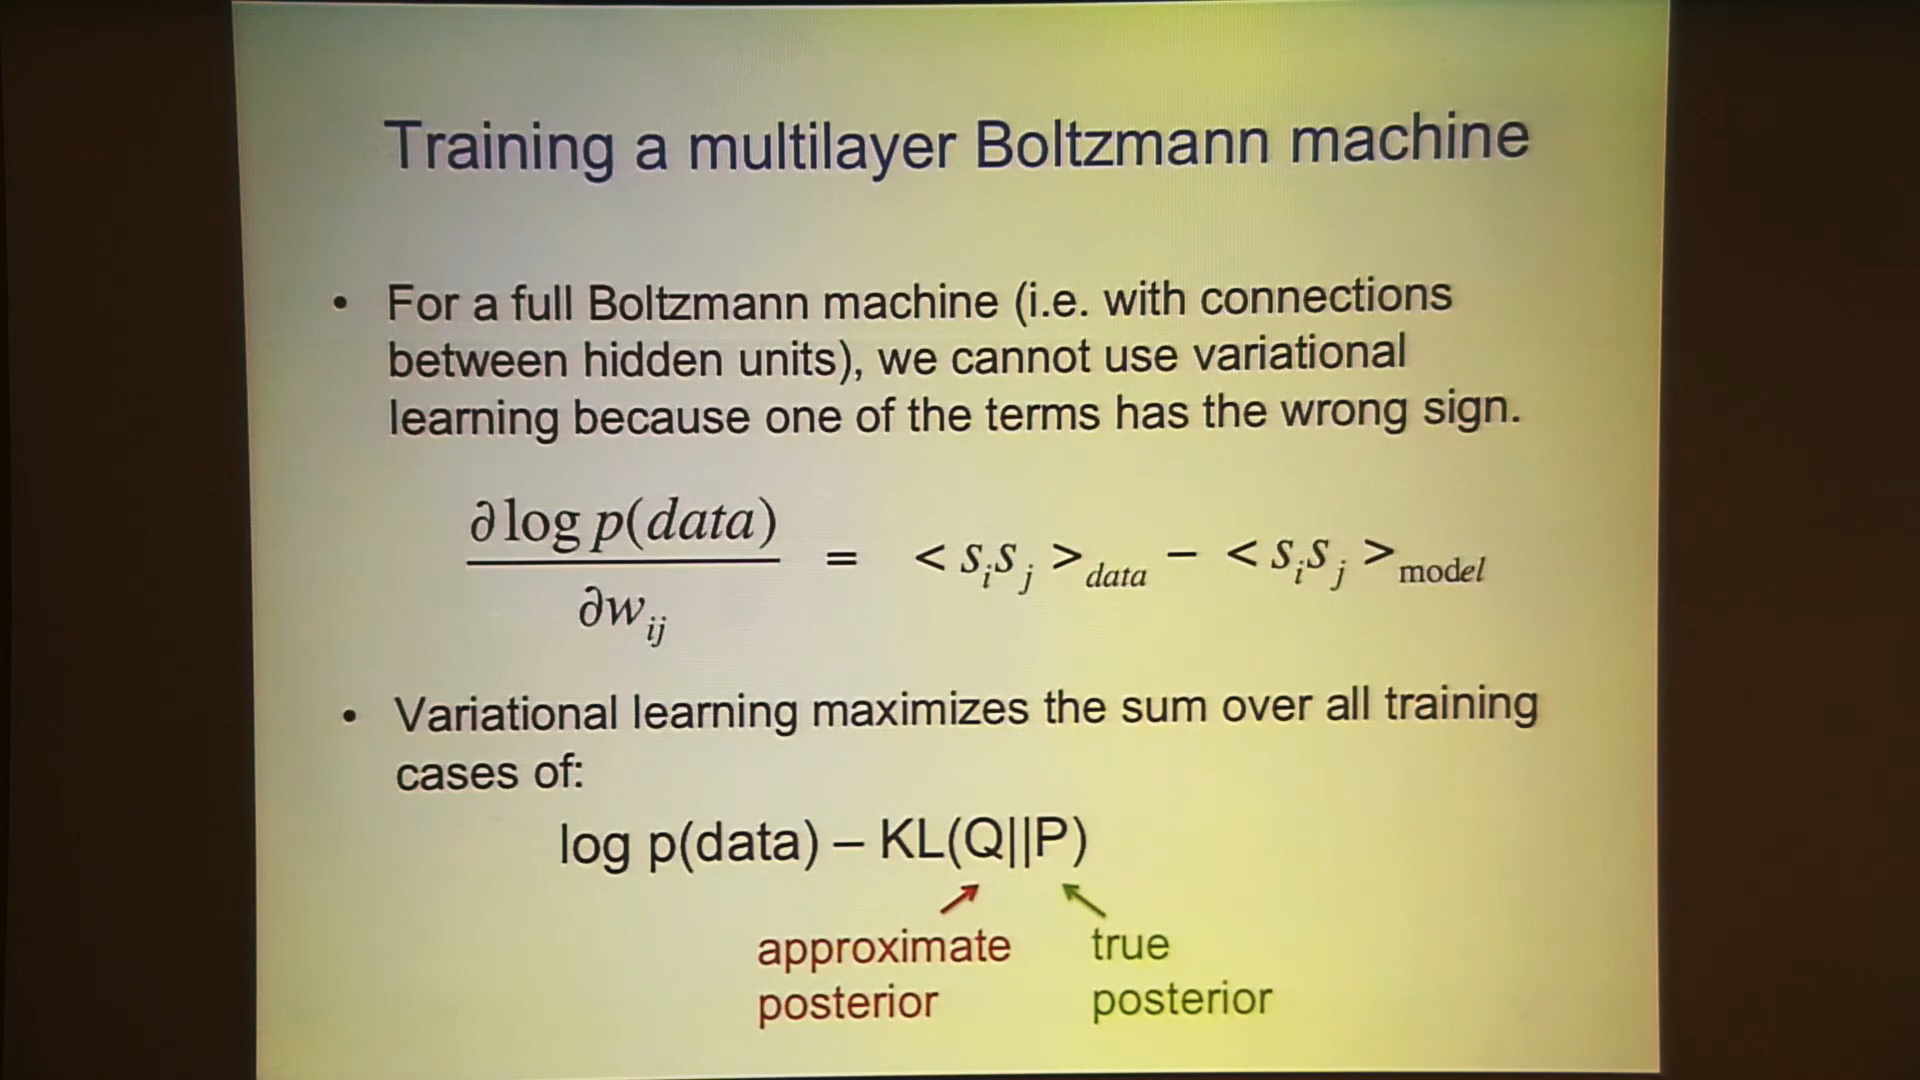 Training a multilayer Boltzmann machine
• For a full Boltzmann machine (i.e. with connections
between hidden units), we cannot use variational
learning because one of the terms has the wrong sign.
∂ log p(data) / ∂w_ij = < s_i s_j >_data − < s_i s_j >_model
• Variational learning maximizes the sum over all training
cases of:
log p(data) – KL(Q||P)
approximate posterior
true posterior